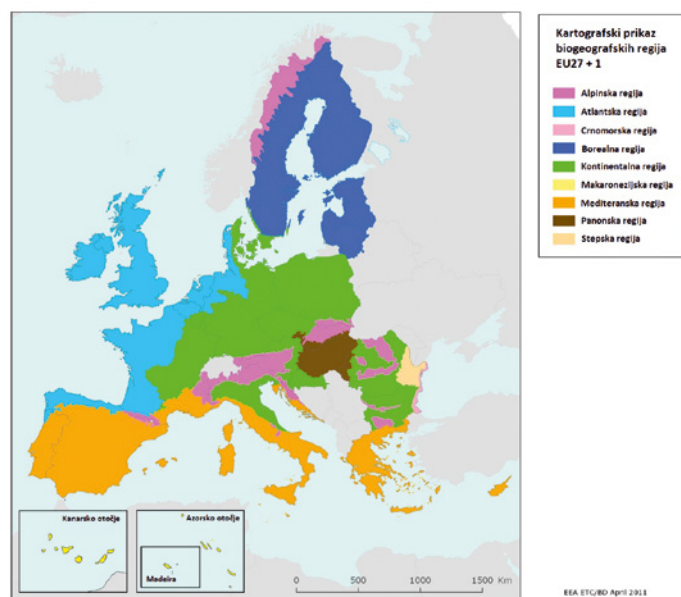 Kartografski prikaz
biogeografskih regija
EU27 + 1
Alpinska regija
Atlantska regija
Crnomorska regija
Borealna regija
Kontinentalna regija
Makaronezijska regija
Mediteranska regija
Panonska regija
Stepska regija
Kanarsko otočje
Azorsko otočje
Madeira
0 500 1000 1500 Km
EEA ETC/BD April 2011